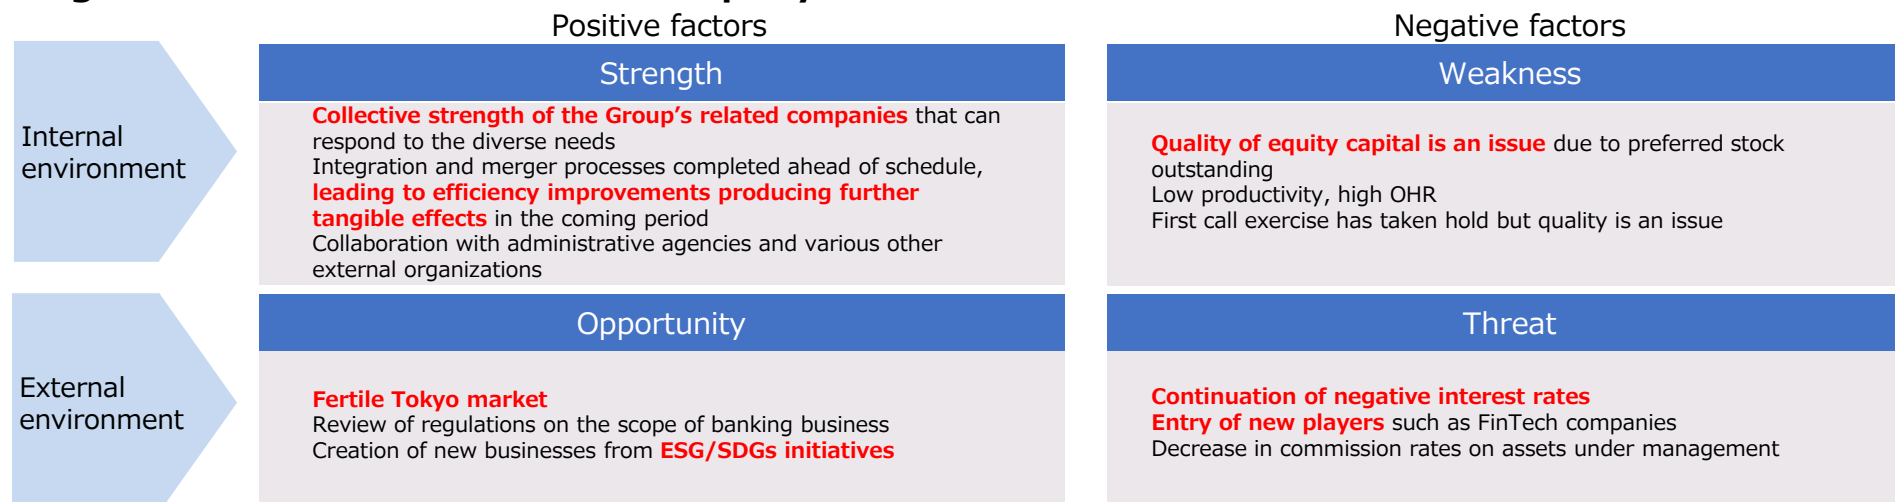 Positive factors
Negative factors
Internal
environment
Strength
Collective strength of the Group’s related companies that can
respond to the diverse needs
Integration and merger processes completed ahead of schedule,
leading to efficiency improvements producing further
tangible effects in the coming period
Collaboration with administrative agencies and various other
external organizations
Weakness
Quality of equity capital is an issue due to preferred stock
outstanding
Low productivity, high OHR
First call exercise has taken hold but quality is an issue
External
environment
Opportunity
Fertile Tokyo market
Review of regulations on the scope of banking business
Creation of new businesses from ESG/SDGs initiatives
Threat
Continuation of negative interest rates
Entry of new players such as FinTech companies
Decrease in commission rates on assets under management